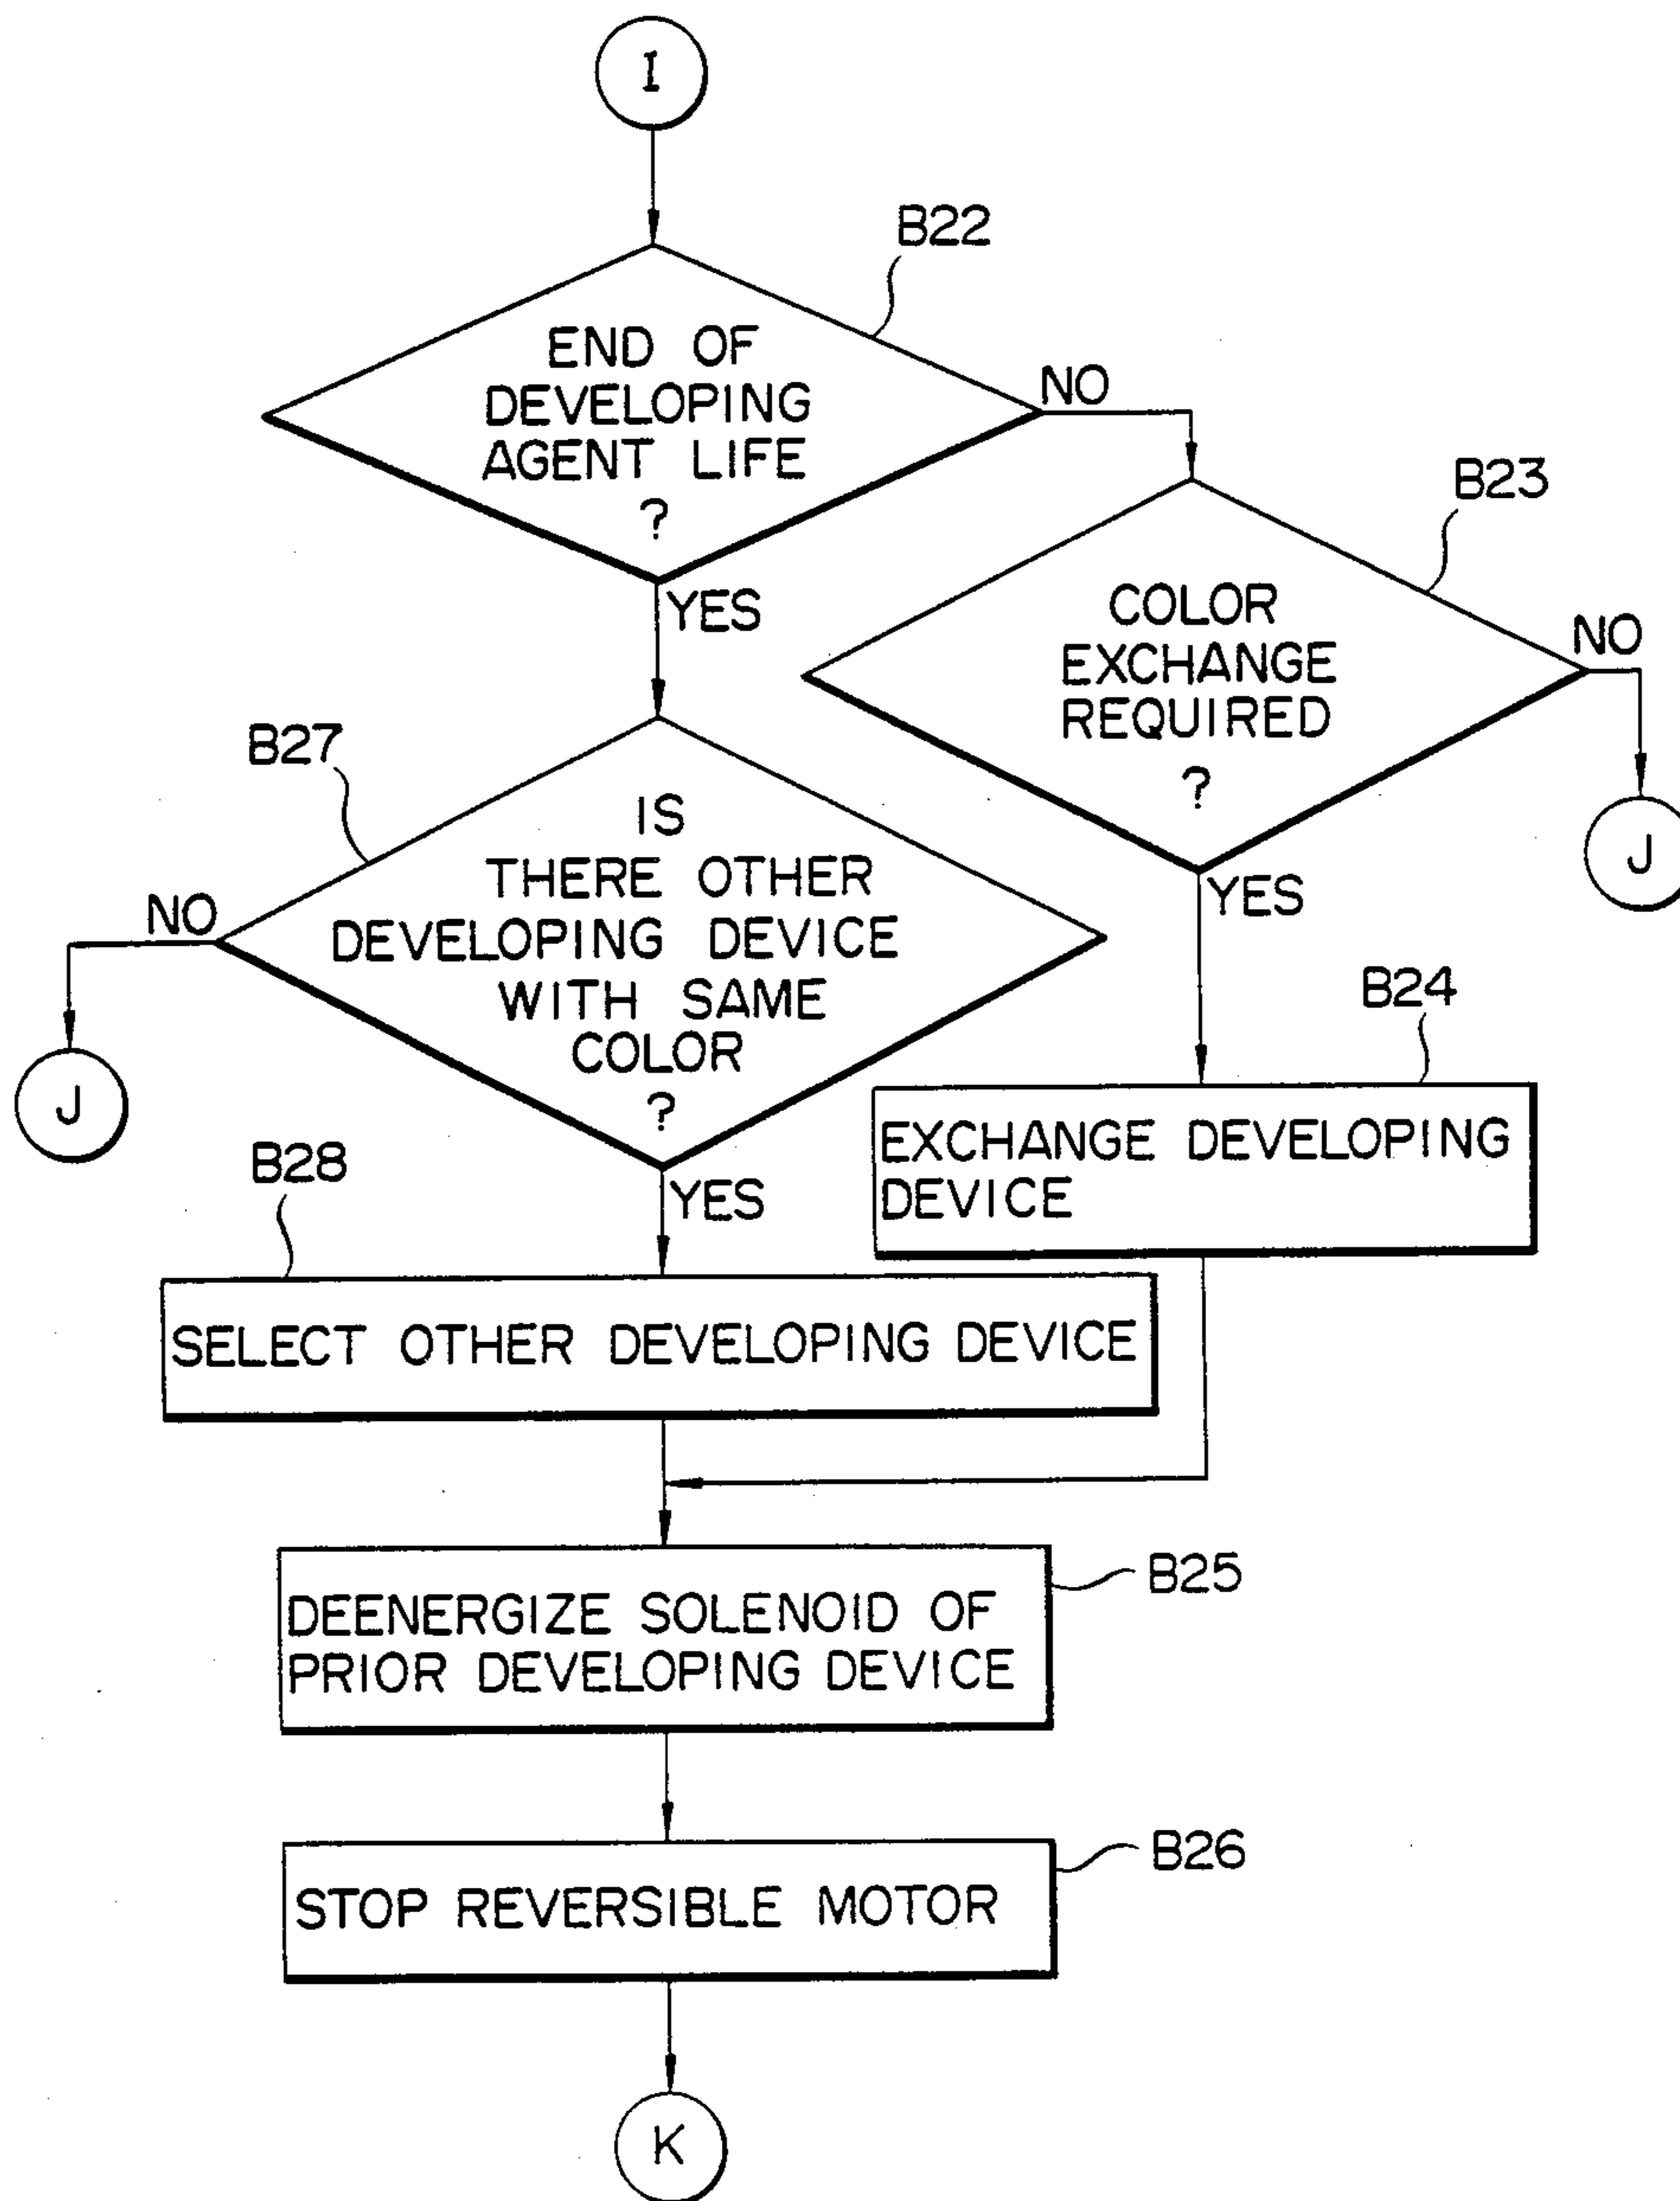 I
B22
END OF
DEVELOPING
AGENT LIFE
?
NO
YES
B23
COLOR
EXCHANGE
REQUIRED
?
NO
J
YES
B27
IS
THERE OTHER
DEVELOPING DEVICE
WITH SAME
COLOR
?
NO
J
YES
B24
EXCHANGE DEVELOPING
DEVICE
B28
SELECT OTHER DEVELOPING DEVICE
B25
DEENERGIZE SOLENOID OF
PRIOR DEVELOPING DEVICE
B26
STOP REVERSIBLE MOTOR
K